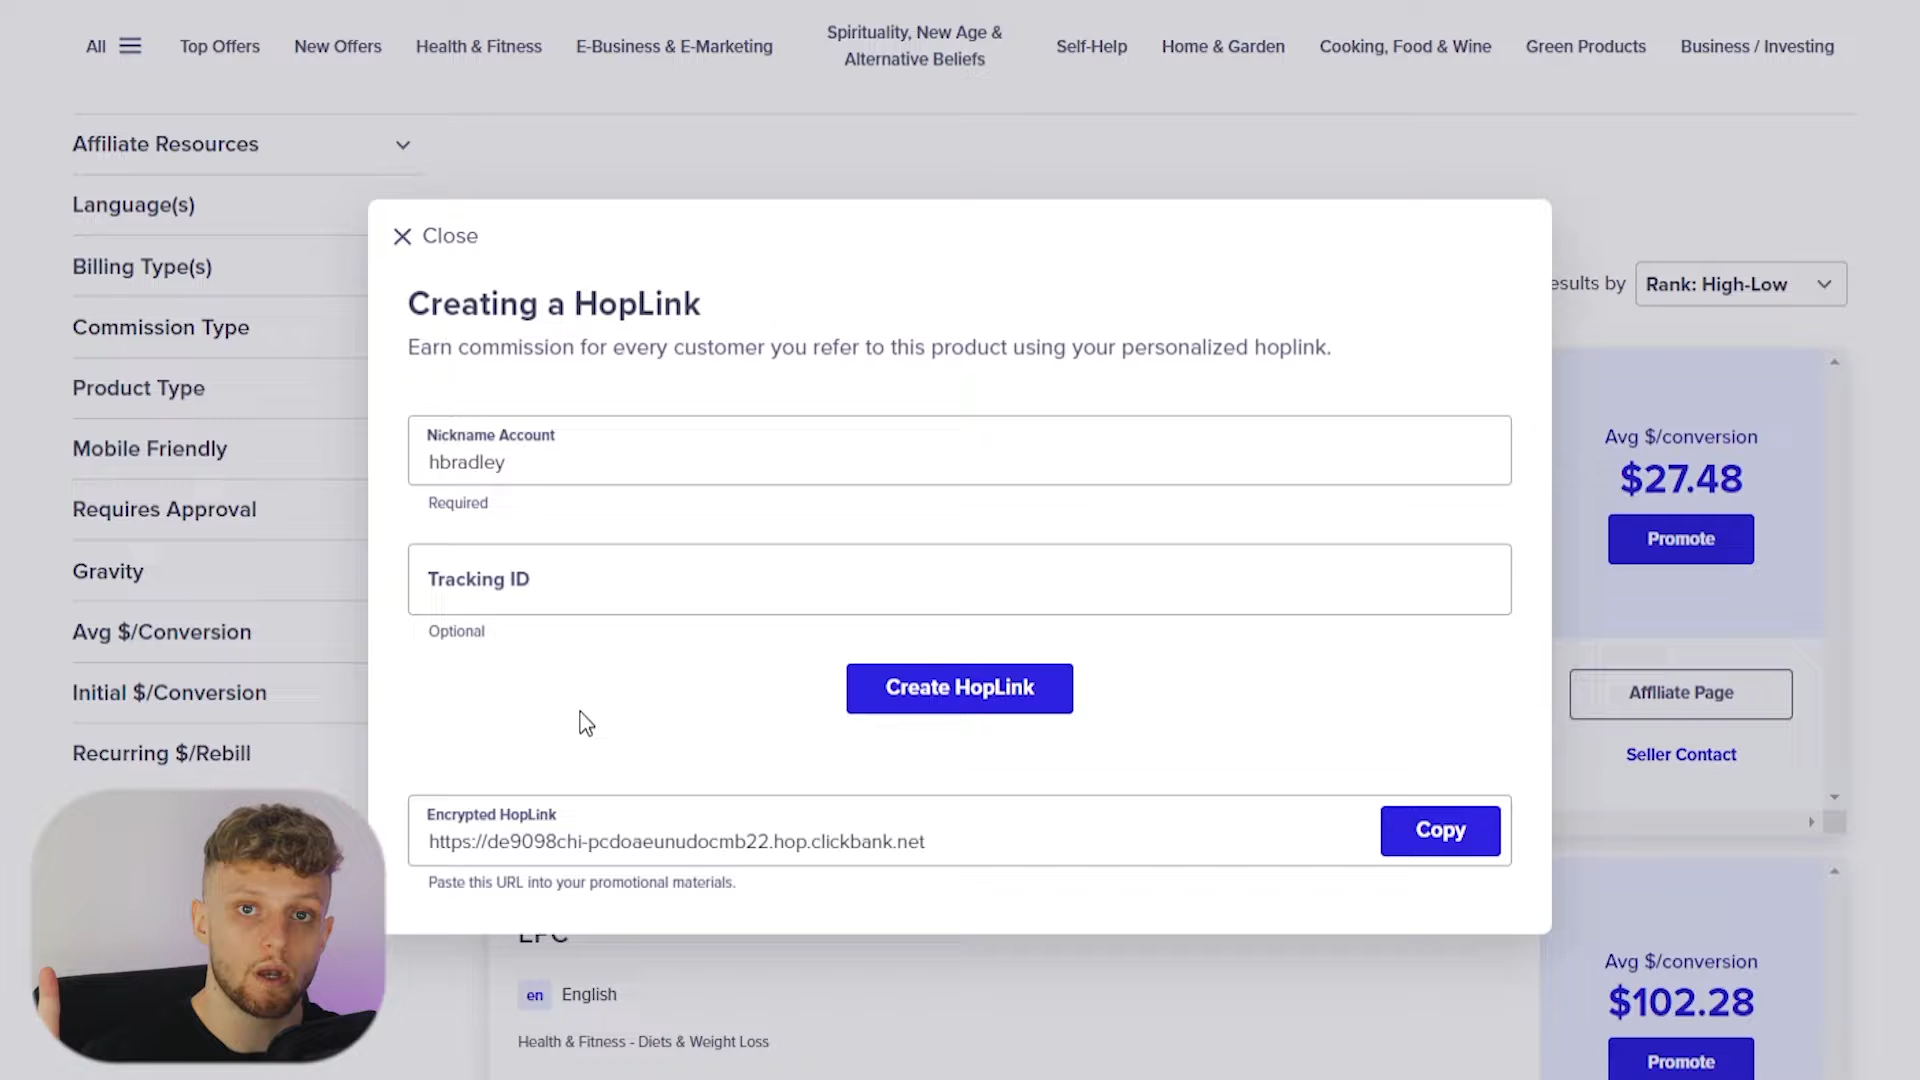 All
Top Offers
New Offers
Health & Fitness
E-Business & E-Marketing
Spirituality, New Age &
Alternative Beliefs
Self-Help
Home & Garden
Cooking, Food & Wine
Green Products
Business / Investing
Affiliate Resources
Language(s)
Billing Type(s)
Commission Type
Product Type
Mobile Friendly
Requires Approval
Gravity
Avg $/Conversion
Initial $/Conversion
Recurring $/Rebill
Close
Creating a HopLink
Earn commission for every customer you refer to this product using your personalized hoplink.
Nickname Account
hbradley
Required
Tracking ID
Optional
Create HopLink
Encrypted HopLink
https://de9098chi-pcdoaeunudocmb22.hop.clickbank.net
Copy
Paste this URL into your promotional materials.
esults by
Rank: High-Low
Avg $/conversion
$27.48
Promote
Affiliate Page
Seller Contact
en English
Health & Fitness - Diets & Weight Loss
Avg $/conversion
$102.28
Promote